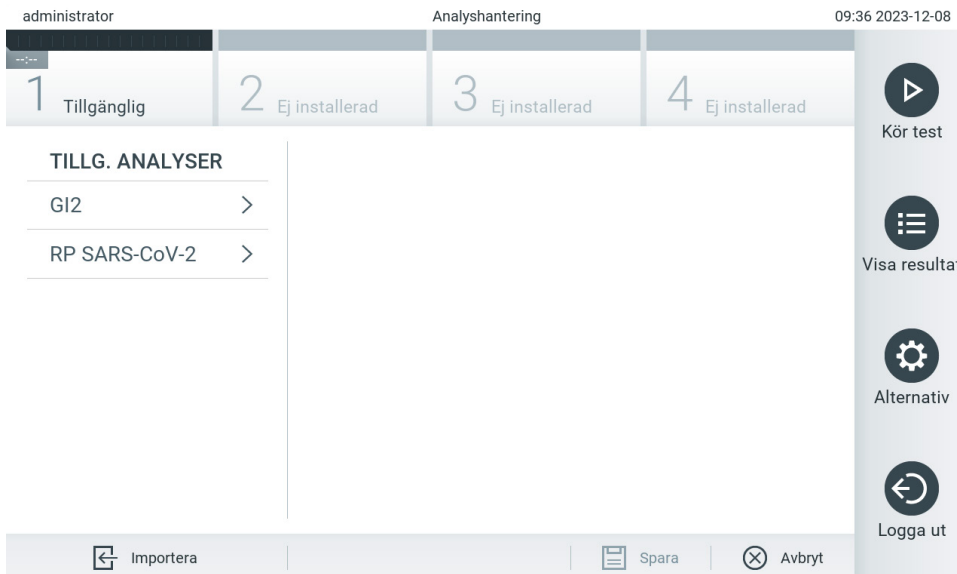 administrator Analyshantering 09:36 2023-12-08
--:--
1 Tillgänglig 2 Ej installerad 3 Ej installerad 4 Ej installerad
Kör test
TILLG. ANALYSER
GI2
RP SARS-CoV-2
Visa resultat
Alternativ
Logga ut
Importera Spara Avbryt